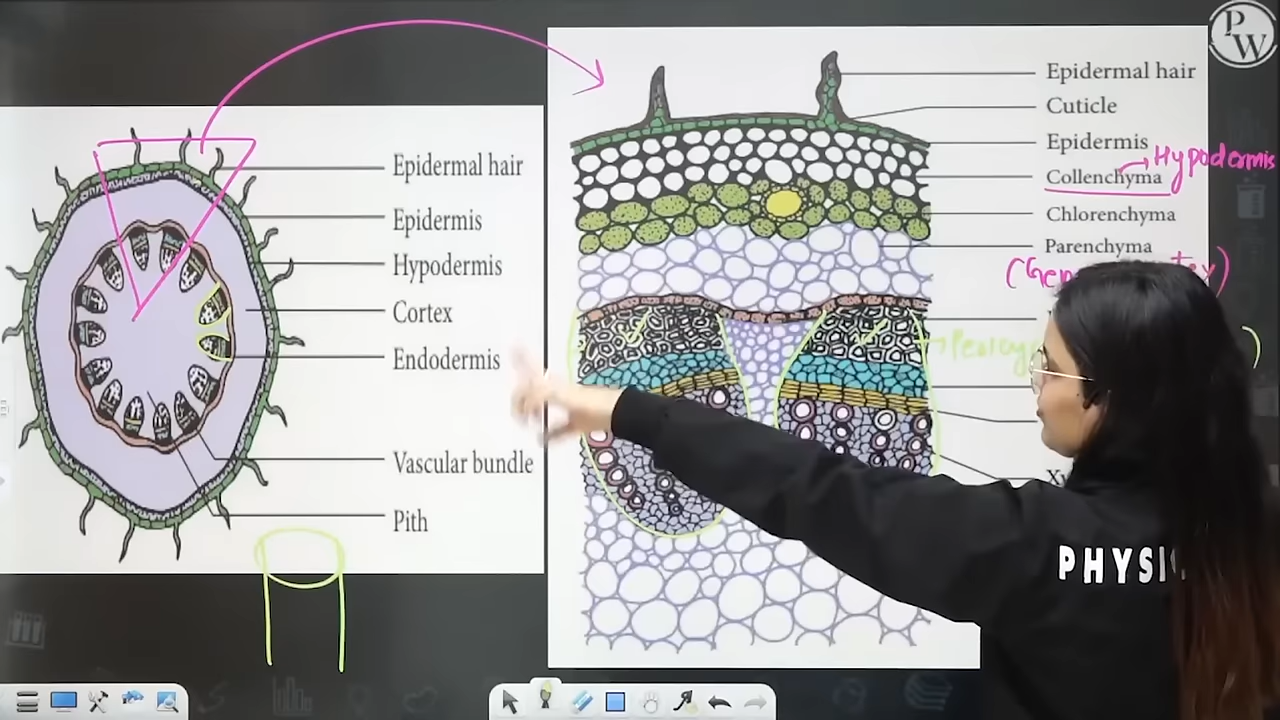 PW
Epidermal hair
Epidermis
Hypodermis
Cortex
Endodermis
Vascular bundle
Pith
Epidermal hair
Cuticle
Epidermis
Hypodermis
Collenchyma
Chlorenchyma
Parenchyma
PHYSI